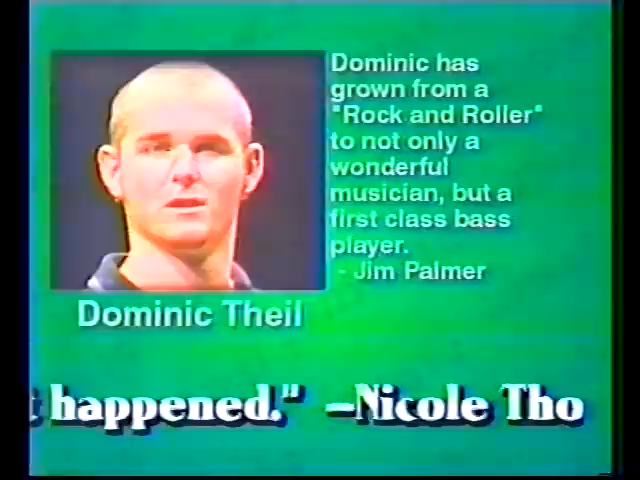 Dominic has
grown from a
"Rock and Roller"
to not only a
wonderful
musician, but a
first class bass
player.
- Jim Palmer
Dominic Theil
happened." –Nicole Tho